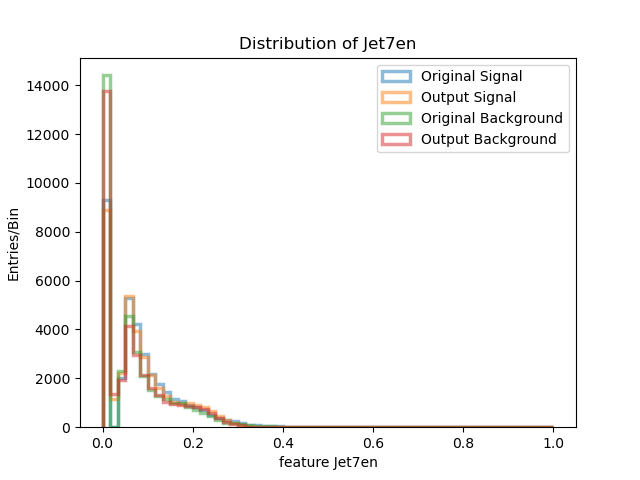 Distribution of Jet7en
Original Signal
Output Signal
Original Background
Output Background
Entries/Bin
14000
12000
10000
8000
6000
4000
2000
0
0.0 0.2 0.4 0.6 0.8 1.0
feature Jet7en